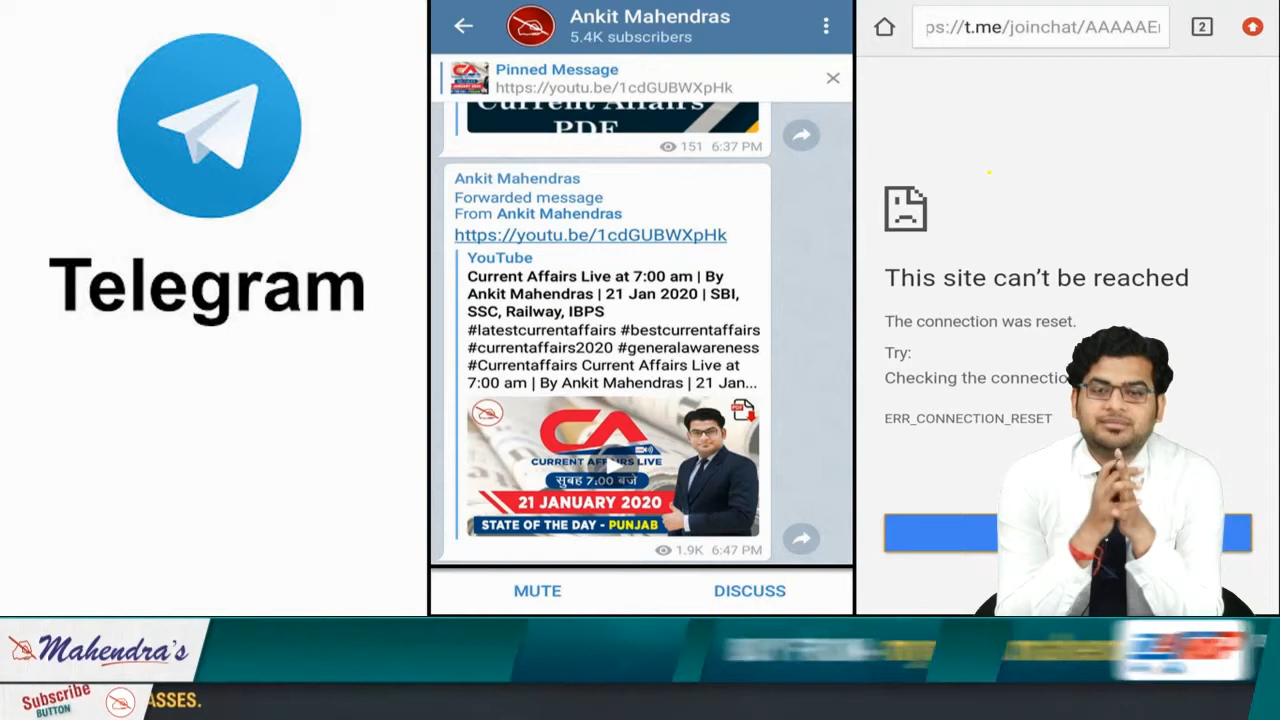 Telegram
Ankit Mahendras
5.4K subscribers
Pinned Message
https://youtu.be/1cdGUBWXpHk
Current Affairs
PDF
151 6:37 PM
Ankit Mahendras
Forwarded message
From Ankit Mahendras
https://youtu.be/1cdGUBWXpHk
YouTube
Current Affairs Live at 7:00 am | By
Ankit Mahendras | 21 Jan 2020 | SBI,
SSC, Railway, IBPS
#latestcurrentaffairs #bestcurrentaffairs
#currentaffairs2020 #generalawareness
#Currentaffairs Current Affairs Live at
7:00 am | By Ankit Mahendras | 21 Jan...
CA
PDF
CURRENT AFFAIRS LIVE
सुबह 7:00 बजे
21 JANUARY 2020
STATE OF THE DAY - PUNJAB
1.9K 6:47 PM
MUTE DISCUSS
ps://t.me/joinchat/AAAAAE
2
This site can't be reached
The connection was reset.
Try:
Checking the connectio
ERR_CONNECTION_RESET
Mahendra's
Subscribe
BUTTON
ASSES.